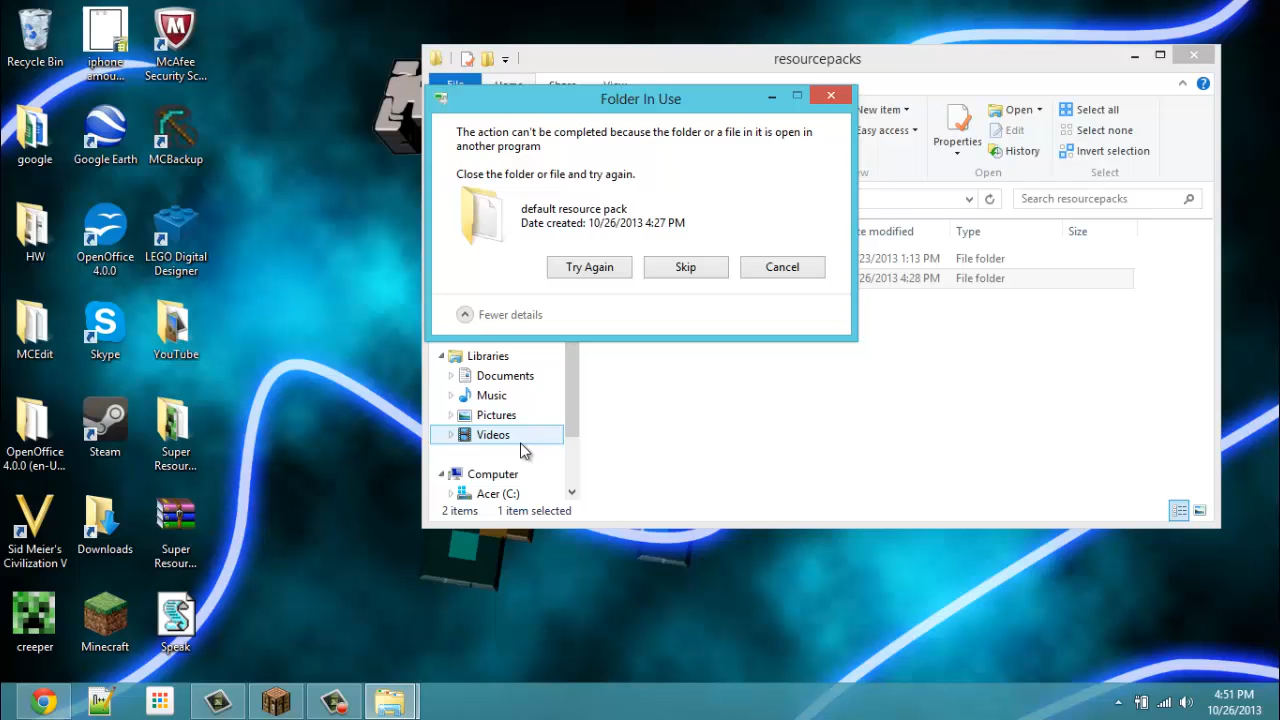 Recycle Bin
iphone amou...
McAfee Security Sc...
google
Google Earth
MCBackup
HW
OpenOffice 4.0.0
LEGO Digital Designer
MCEdit
Skype
YouTube
OpenOffice 4.0.0 (en-U...
Steam
Super Resour...
Sid Meier's Civilization V
Downloads
Super Resour...
creeper
Minecraft
Speak
resourcepacks
File Home Share View
Folder In Use
The action can't be completed because the folder or a file in it is open in
another program
Close the folder or file and try again.
default resource pack
Date created: 10/26/2013 4:27 PM
Try Again Skip Cancel
Fewer details
Properties
Open
Edit
History
Open
Select all
Select none
Invert selection
Select
Search resourcepacks
Type Size
23/2013 1:13 PM File folder
26/2013 4:28 PM File folder
Libraries
Documents
Music
Pictures
Videos
Computer
Acer (C:)
2 items 1 item selected
4:51 PM
10/26/2013